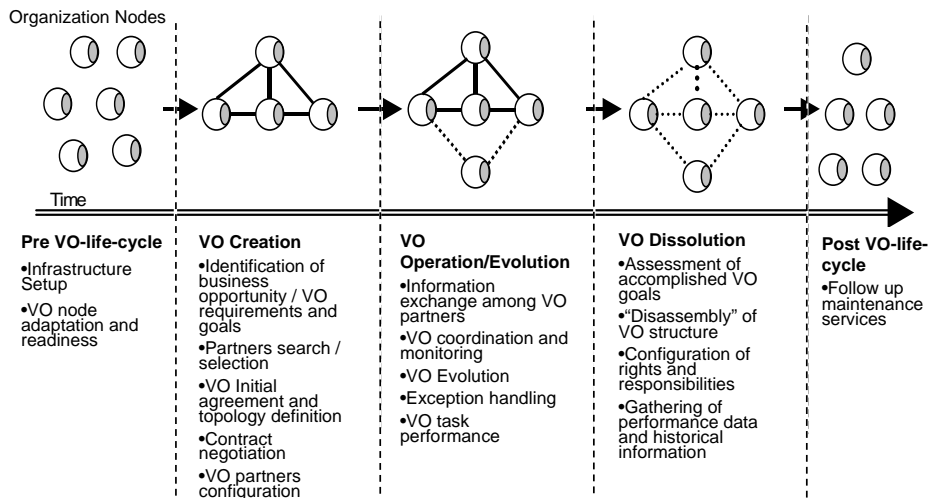 Organization Nodes
Time
Pre VO-life-cycle
•Infrastructure
Setup
•VO node
adaptation and
readiness
VO Creation
•Identification of
business
opportunity / VO
requirements and
goals
•Partners search /
selection
•VO Initial
agreement and
topology definition
•Contract
negotiation
•VO partners
configuration
VO
Operation/Evolution
•Information
exchange among VO
partners
•VO coordination and
monitoring
•VO Evolution
•Exception handling
•VO task
performance
VO Dissolution
•Assessment of
accomplished VO
goals
•“Disassembly” of
VO structure
•Configuration of
rights and
responsibilities
•Gathering of
performance data
and historical
information
Post VO-life-
cycle
•Follow up
maintenance
services